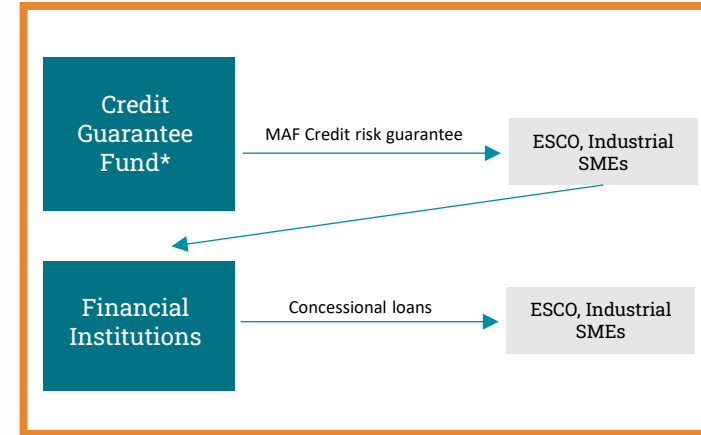 Credit
Guarantee
Fund*
MAF Credit risk guarantee
ESCO, Industrial
SMEs
Financial
Institutions
Concessional loans
ESCO, Industrial
SMEs